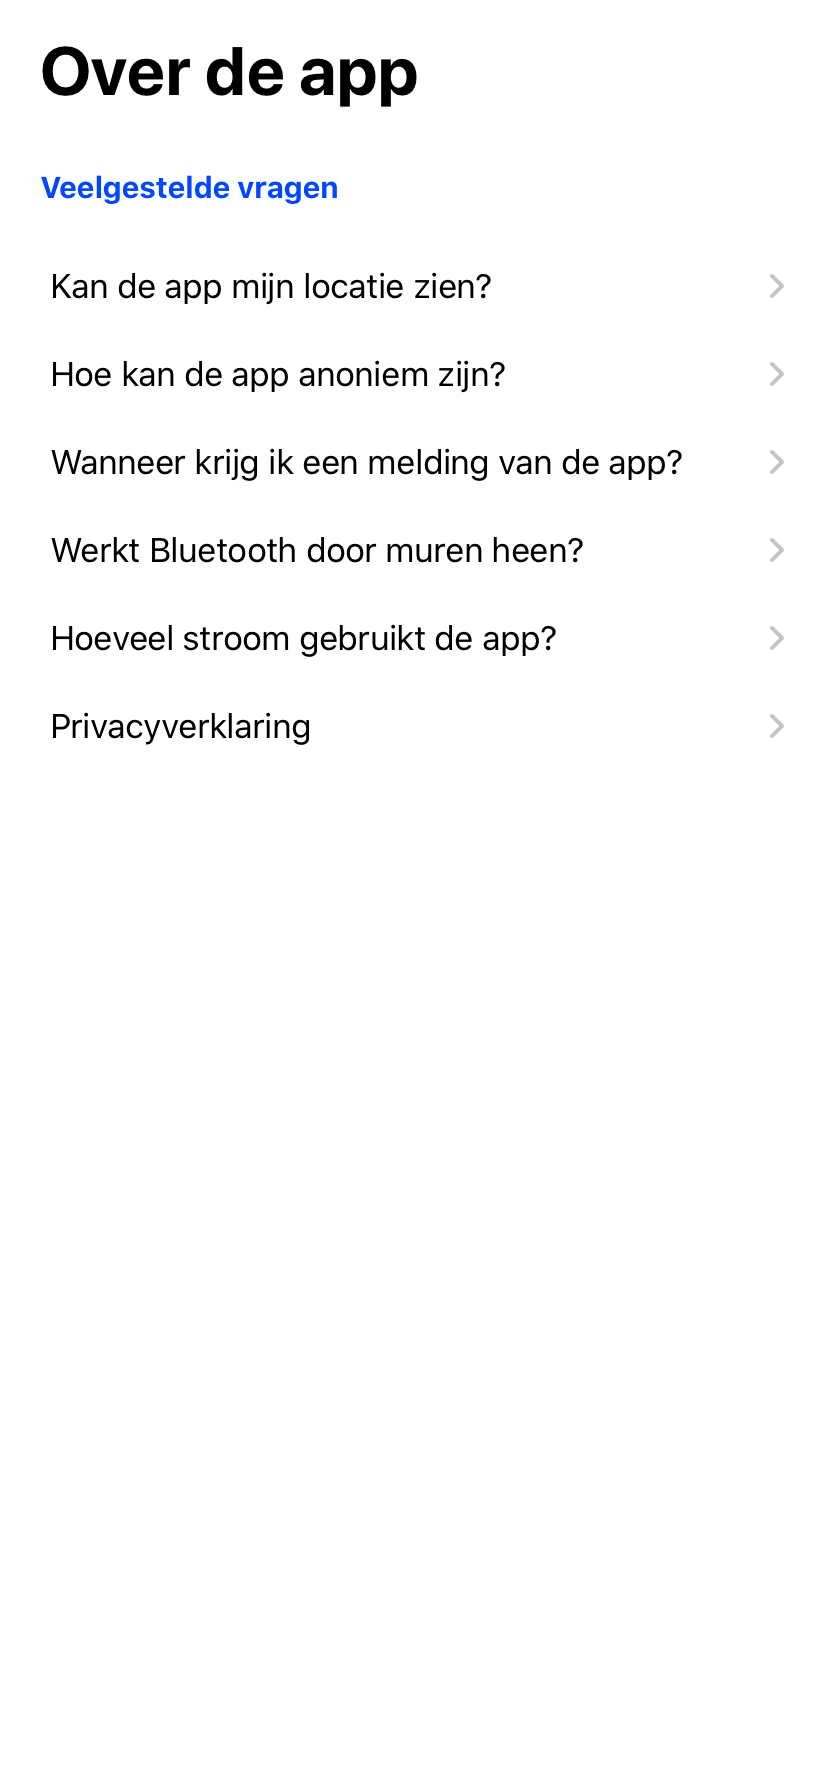 Over de app
Veelgestelde vragen
Kan de app mijn locatie zien?
Hoe kan de app anoniem zijn?
Wanneer krijg ik een melding van de app?
Werkt Bluetooth door muren heen?
Hoeveel stroom gebruikt de app?
Privacyverklaring